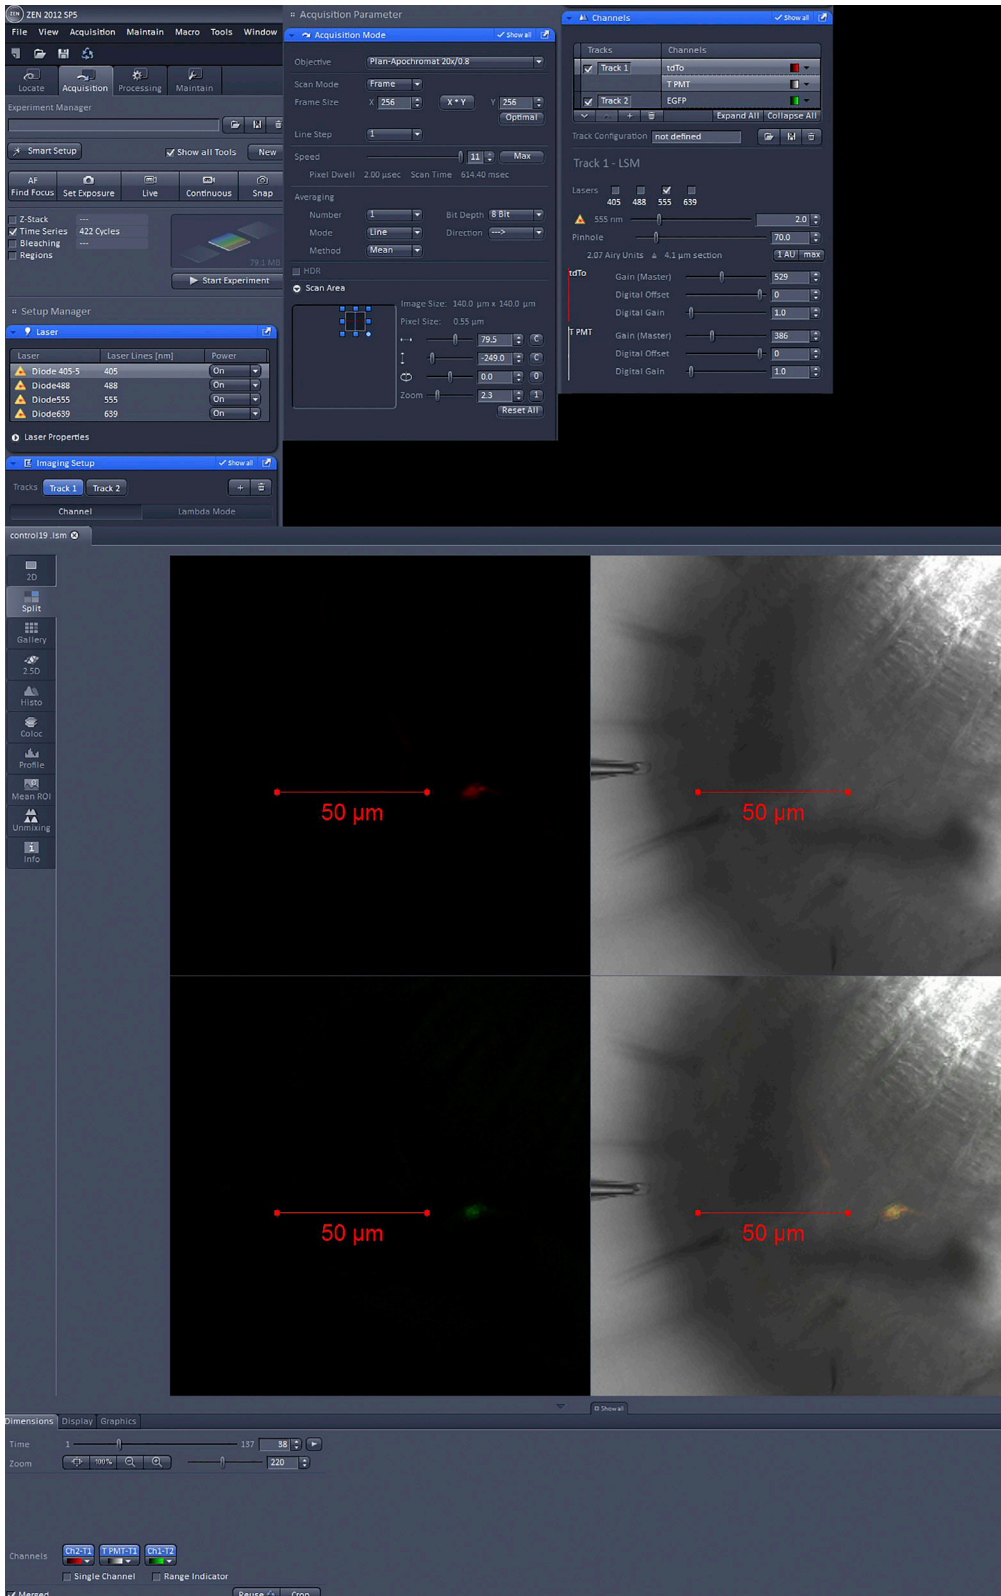 ZEN 2012 SP5
File View Acquisition Maintain Macro Tools Window
Locate Acquisition Processing Maintain
Experiment Manager
Smart Setup Show all Tools New
AF
Find Focus Set Exposure Live Continuous Snap
Z-Stack ---
Time Series 422 Cycles
Bleaching ---
Regions
79.1 MB
Start Experiment
Setup Manager
Laser
Laser Laser Lines [nm] Power
Diode 405-5 405 On
Diode488 488 On
Diode555 555 On
Diode639 639 On
Laser Properties
Imaging Setup Show all
Tracks Track 1 Track 2 +
Channel Lambda Mode
Acquisition Parameter
Acquisition Mode Show all
Objective Plan-Apochromat 20x/0.8
Scan Mode Frame
Frame Size X 256 X * Y Y 256
Optimal
Line Step 1
Speed 11 Max
Pixel Dwell 2.00 µsec Scan Time 614.40 msec
Averaging
Number 1 Bit Depth 8 Bit
Mode Line Direction --->
Method Mean
HDR
Scan Area
Image Size: 140.0 µm x 140.0 µm
Pixel Size: 0.55 µm
79.5 C
-249.0 C
0.0 0
Zoom 2.3 1
Reset All
Channels Show all
Tracks Channels
Track 1 tdTo
T PMT
Track 2 EGFP
+ Expand All Collapse All
Track Configuration not defined
Track 1 - LSM
Lasers
405 488 555 639
555 nm 2.0
Pinhole 70.0
2.07 Airy Units ≙ 4.1 µm section 1 AU max
tdTo Gain (Master) 529
Digital Offset 0
Digital Gain 1.0
T PMT Gain (Master) 386
Digital Offset 0
Digital Gain 1.0
control19 .lsm
2D
Split
Gallery
2.5D
Histo
Coloc
Profile
Mean ROI
Unmixing
Info
50 µm
50 µm
50 µm
50 µm
Show all
Dimensions Display Graphics
Time 1 137 38
Zoom 100% 220
Channels Ch2-T1 T PMT-T1 Ch1-T2
Single Channel Range Indicator
Merged Reuse Crop